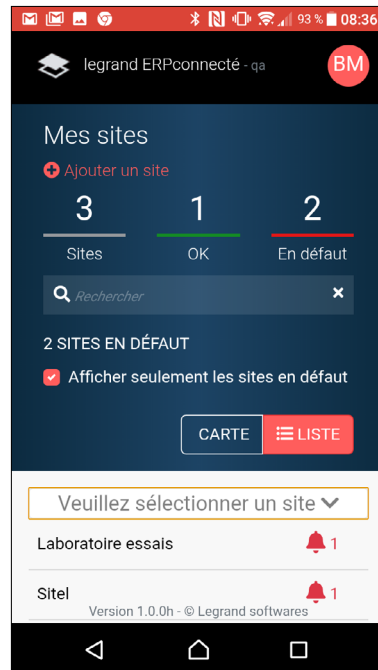 93 % 08:36
legrand ERPconnecté - qa
BM
Mes sites
Ajouter un site
3 1 2
Sites OK En défaut
Rechercher
2 SITES EN DÉFAUT
Afficher seulement les sites en défaut
CARTE LISTE
Veuillez sélectionner un site
Laboratoire essais 1
Sitel 1
Version 1.0.0h - © Legrand softwares